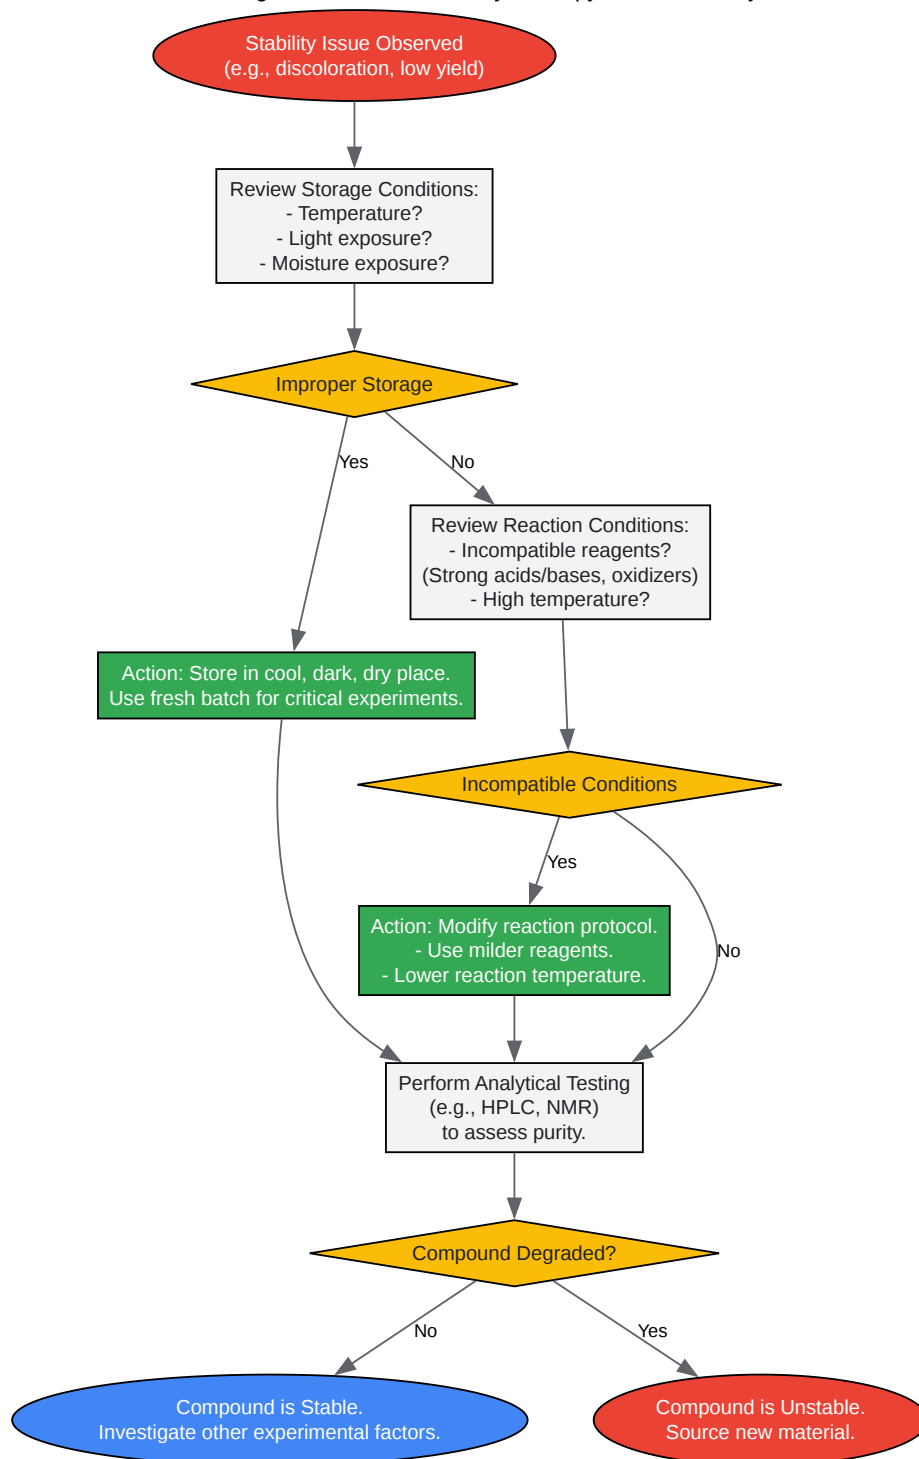 Stability Issue Observed
(e.g., discoloration, low yield)
Review Storage Conditions:
- Temperature?
- Light exposure?
- Moisture exposure?
Improper Storage
Yes
No
Review Reaction Conditions:
- Incompatible reagents?
(Strong acids/bases, oxidizers)
- High temperature?
Action: Store in cool, dark, dry place.
Use fresh batch for critical experiments.
Incompatible Conditions
Yes
No
Action: Modify reaction protocol.
- Use milder reagents.
- Lower reaction temperature.
Perform Analytical Testing
(e.g., HPLC, NMR)
to assess purity.
Compound Degraded?
No
Yes
Compound is Stable.
Investigate other experimental factors.
Compound is Unstable.
Source new material.